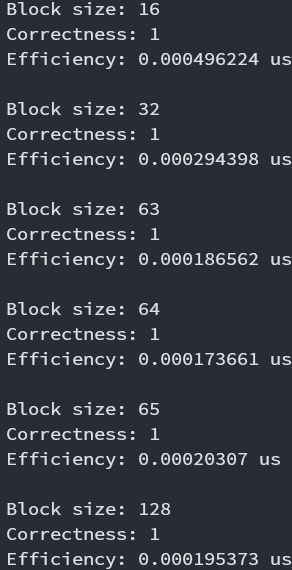 Block size: 16
Correctness: 1
Efficiency: 0.000496224 us
Block size: 32
Correctness: 1
Efficiency: 0.000294398 us
Block size: 63
Correctness: 1
Efficiency: 0.000186562 us
Block size: 64
Correctness: 1
Efficiency: 0.000173661 us
Block size: 65
Correctness: 1
Efficiency: 0.00020307 us
Block size: 128
Correctness: 1
Efficiency: 0.000195373 us